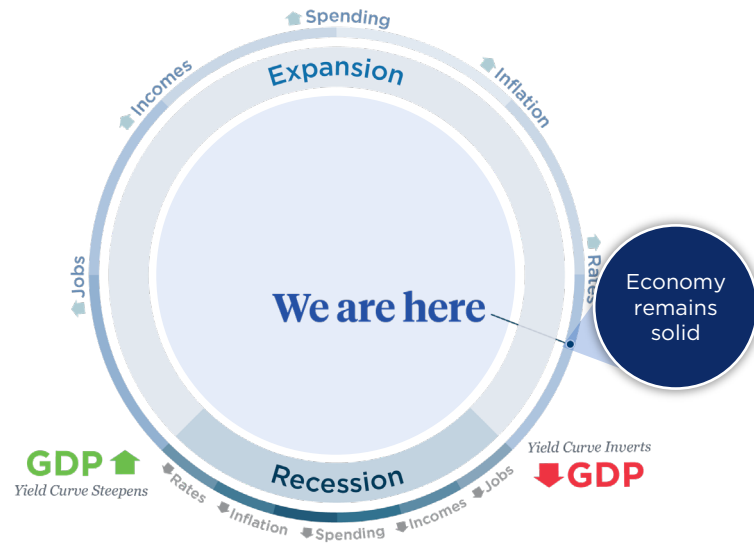 Spending
Expansion
Incomes
Inflation
Jobs
Rates
Economy
remains
solid
We are here
GDP
Yield Curve Steepens
Yield Curve Inverts
GDP
Recession
Rates
Inflation
Spending
Incomes
Jobs